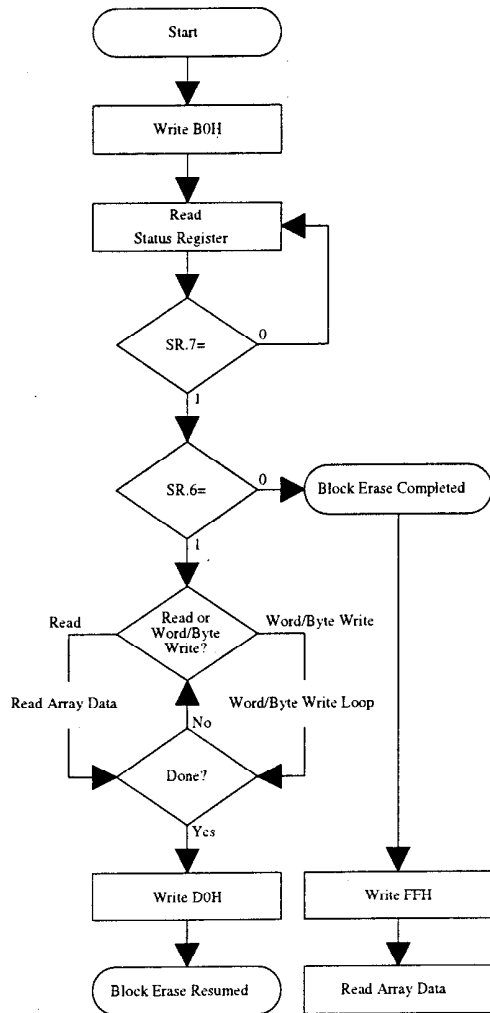 Start
Write B0H
Read
Status Register
SR.7=
0
1
SR.6=
0
Block Erase Completed
1
Read
Read or
Word/Byte
Write?
Word/Byte Write
Read Array Data
Word/Byte Write Loop
No
Done?
Yes
Write D0H
Write FFH
Block Erase Resumed
Read Array Data